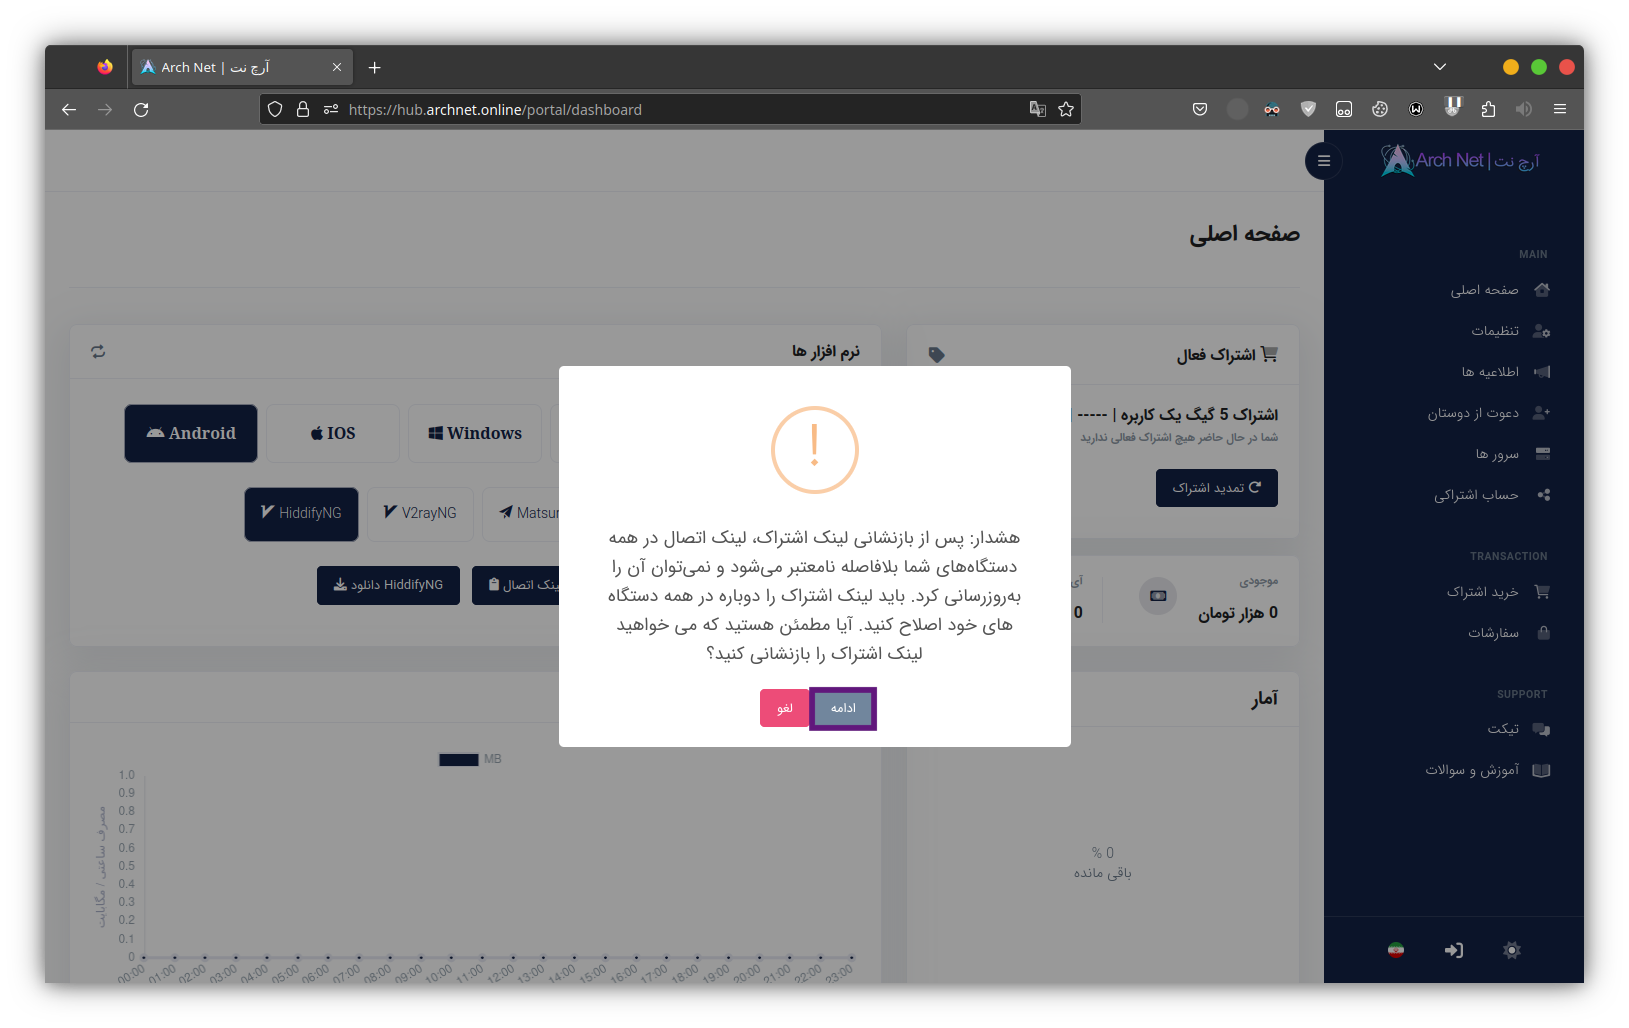 Arch Net | آرچ نت
https://hub.archnet.online/portal/dashboard
Arch Net | آرچ نت
MAIN
صفحه اصلی
تنظیمات
اطلاعیه ها
دعوت از دوستان
سرور ها
حساب اشتراکی
TRANSACTION
خرید اشتراک
سفارشات
SUPPORT
تیکت
آموزش و سوالات
صفحه اصلی
اشتراک فعال
اشتراک 5 گیگ یک کاربره | ----- |
شما در حال حاضر هیچ اشتراک فعالی ندارید
تمدید اشتراک
موجودی
0 هزار تومان
0
نرم افزار ها
Android
IOS
Windows
HiddifyNG
V2rayNG
دانلود HiddifyNG
اتصال
هشدار: پس از بازنشانی لینک اشتراک، لینک اتصال در همه
دستگاه‌های شما بلافاصله نامعتبر می‌شود و نمی‌توان آن را
به‌روزرسانی کرد. باید لینک اشتراک را دوباره در همه دستگاه
های خود اصلاح کنید. آیا مطمئن هستید که می خواهید
لینک اشتراک را بازنشانی کنید؟
ادامه
لغو
آمار
0 %
باقی مانده
MB
مصرف ساعتی / مگابایت
1.0
0.9
0.8
0.7
0.6
0.5
0.4
0.3
0.2
0.1
0
00:00 01:00 02:00 03:00 04:00 05:00 06:00 07:00 08:00 09:00 10:00 11:00 12:00 13:00 14:00 15:00 16:00 17:00 18:00 19:00 20:00 21:00 22:00 23:00